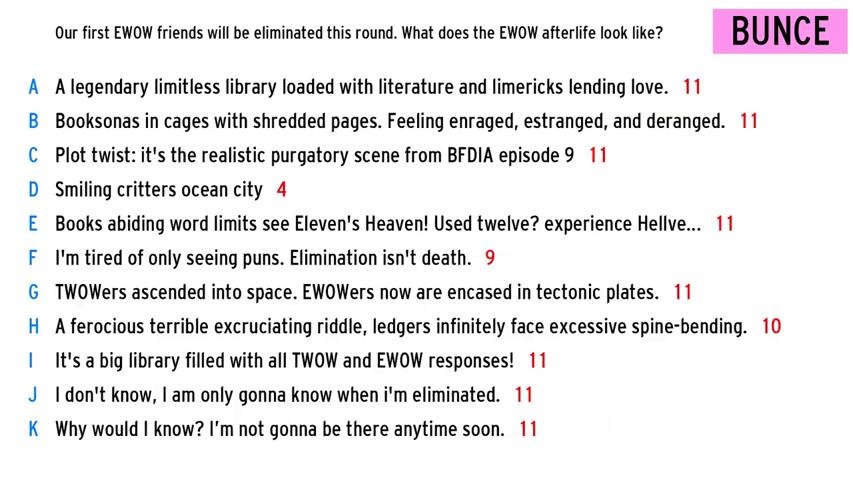 Our first EWOW friends will be eliminated this round. What does the EWOW afterlife look like?
BUNCE
A A legendary limitless library loaded with literature and limericks lending love. 11
B Booksonas in cages with shredded pages. Feeling enraged, estranged, and deranged. 11
C Plot twist: it's the realistic purgatory scene from BFDIA episode 9 11
D Smiling critters ocean city 4
E Books abiding word limits see Eleven's Heaven! Used twelve? experience Hellve... 11
F I'm tired of only seeing puns. Elimination isn't death. 9
G TWOWers ascended into space. EWOWers now are encased in tectonic plates. 11
H A ferocious terrible excruciating riddle, ledgers infinitely face excessive spine-bending. 10
I It's a big library filled with all TWOW and EWOW responses! 11
J I don't know, I am only gonna know when i'm eliminated. 11
K Why would I know? I'm not gonna be there anytime soon. 11